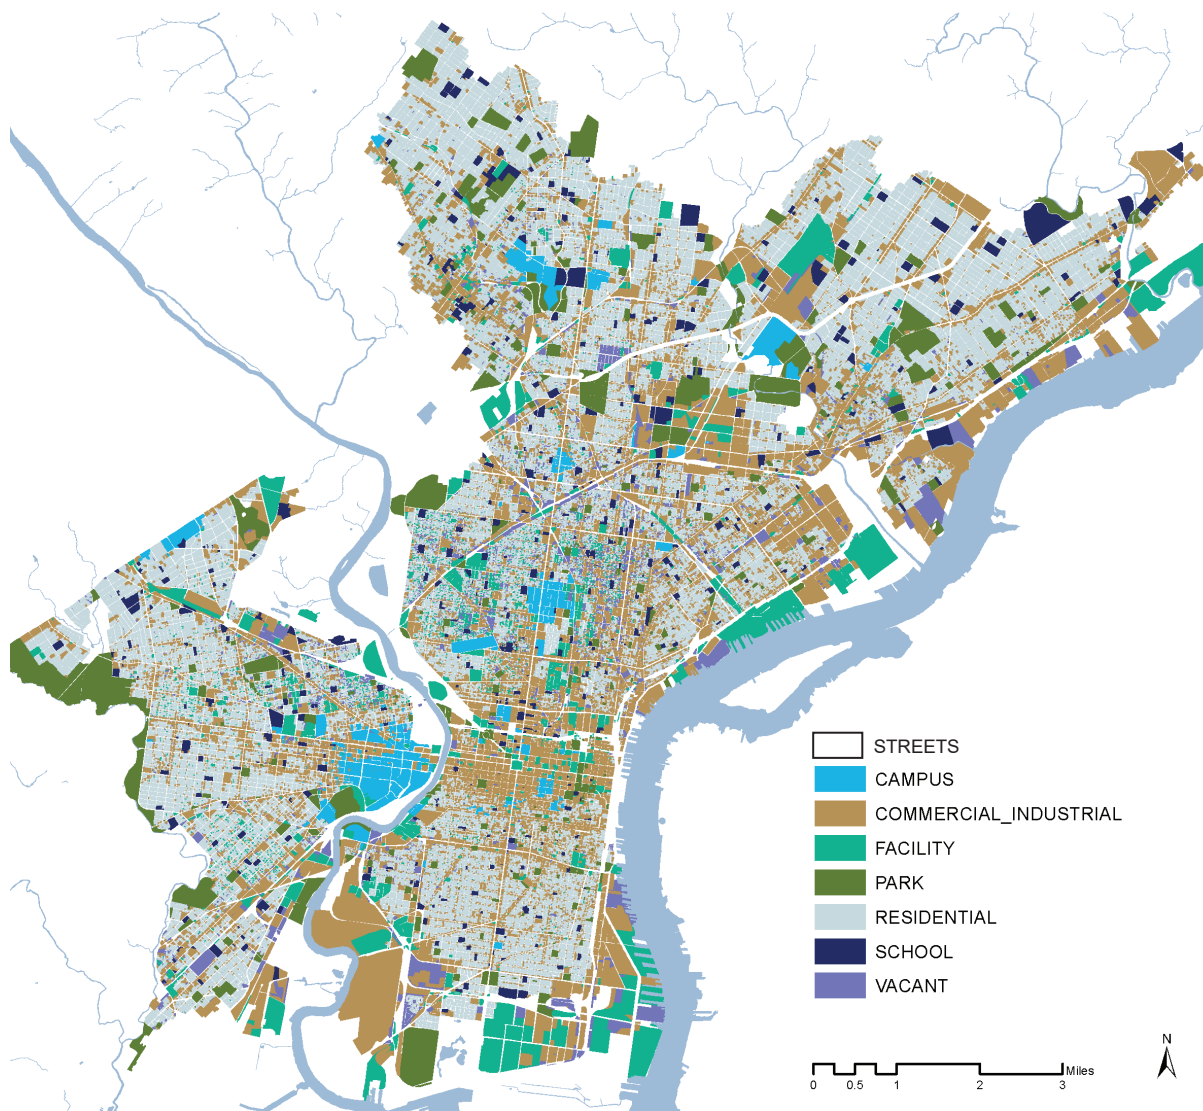 STREETS
CAMPUS
COMMERCIAL_INDUSTRIAL
FACILITY
PARK
RESIDENTIAL
SCHOOL
VACANT
N
Miles
0 0.5 1 2 3